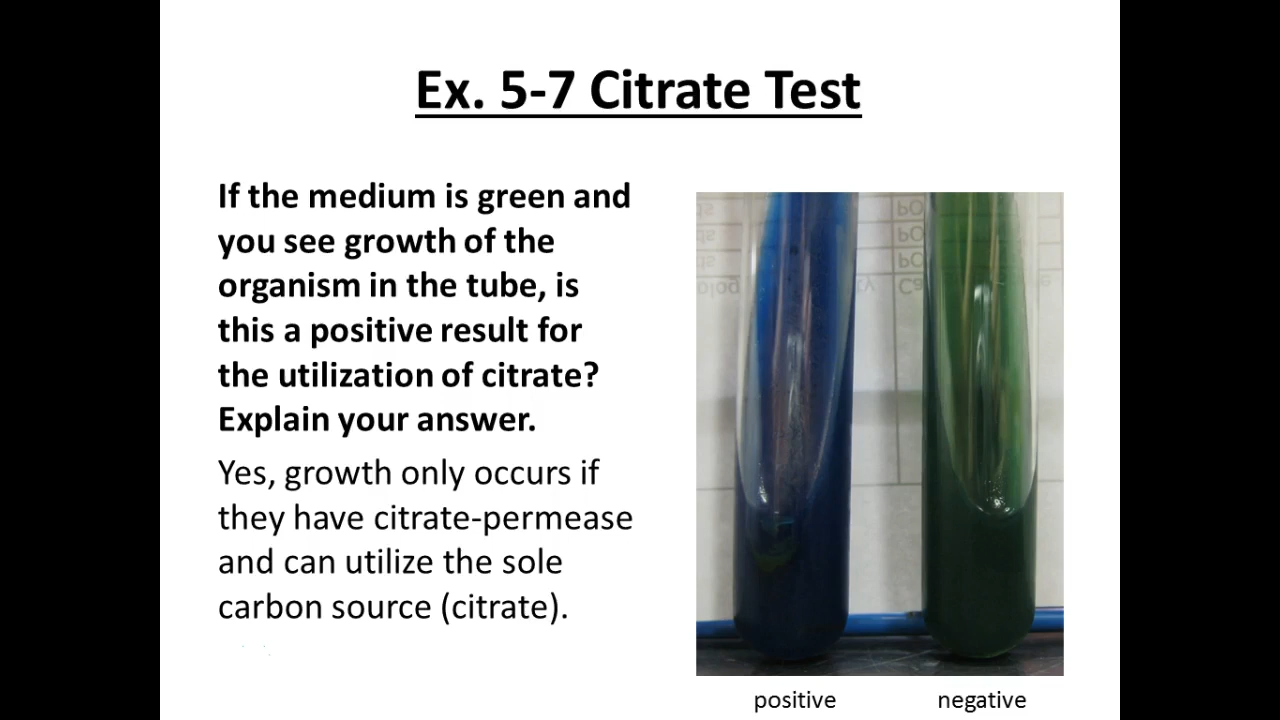 Ex. 5-7 Citrate Test
If the medium is green and
you see growth of the
organism in the tube, is
this a positive result for
the utilization of citrate?
Explain your answer.
Yes, growth only occurs if
they have citrate-permease
and can utilize the sole
carbon source (citrate).
positive
negative